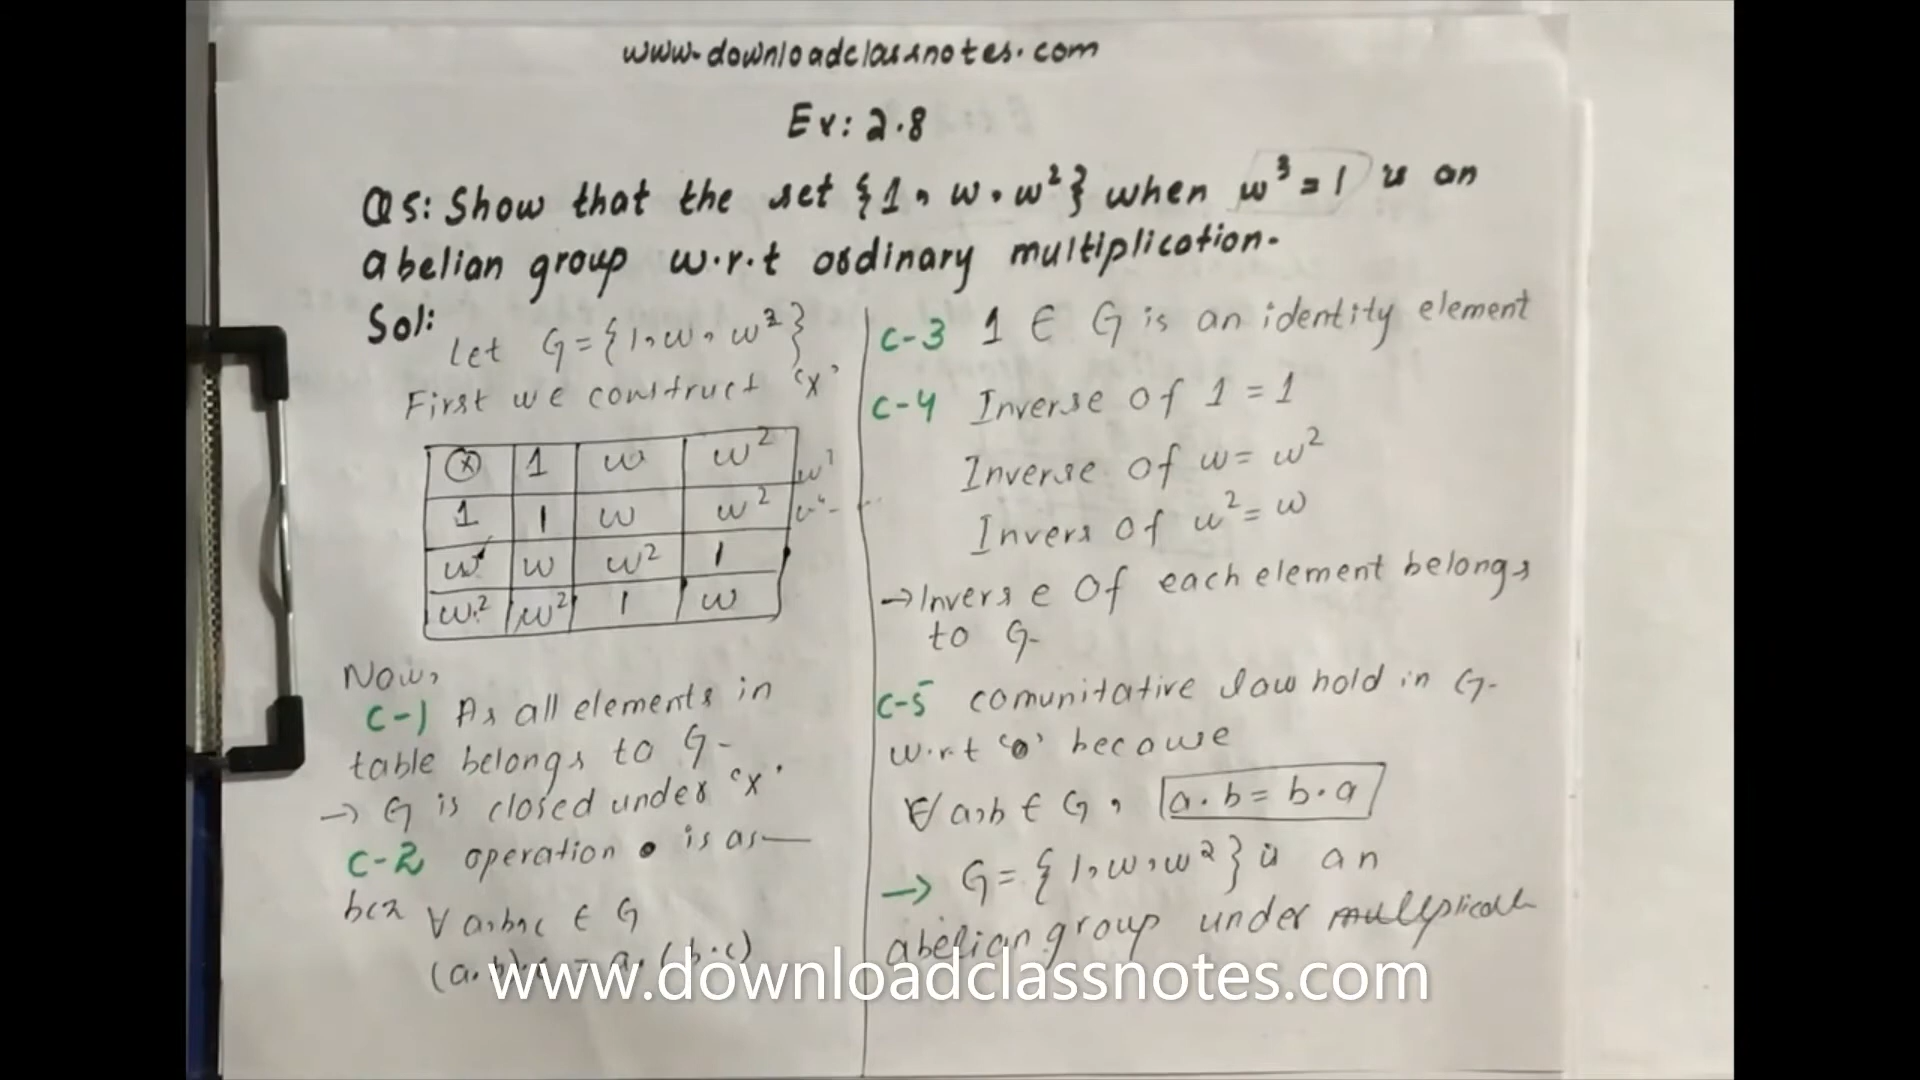 www.downloadclassnotes.com
Ex: 2.8
Q5: Show that the set {1, w, w²} when w³ = 1 is an
abelian group w.r.t ordinary multiplication.
Sol:
Let G = {1, w, w²}
First we construct 'x'
⊗ 1 w w²
1 1 w w²
w w w² 1
w² w² 1 w
Now,
C-1 As all elements in
table belongs to G-
→ G is closed under 'x'
C-2 operation • is as—
bcz ∀ a,b,c ∈ G
(a.b).c = a.(b.c)
C-3 1 ∈ G is an identity element
C-4 Inverse of 1 = 1
Inverse of w = w²
Invers of w² = w
→ Inverse Of each element belongs
to G-
C-5 comunitative law hold in G-
w.r.t '•' because
∀ a,b ∈ G, a.b = b.a
→ G = {1, w, w²} is an
abelian group under
www.downloadclassnotes.com